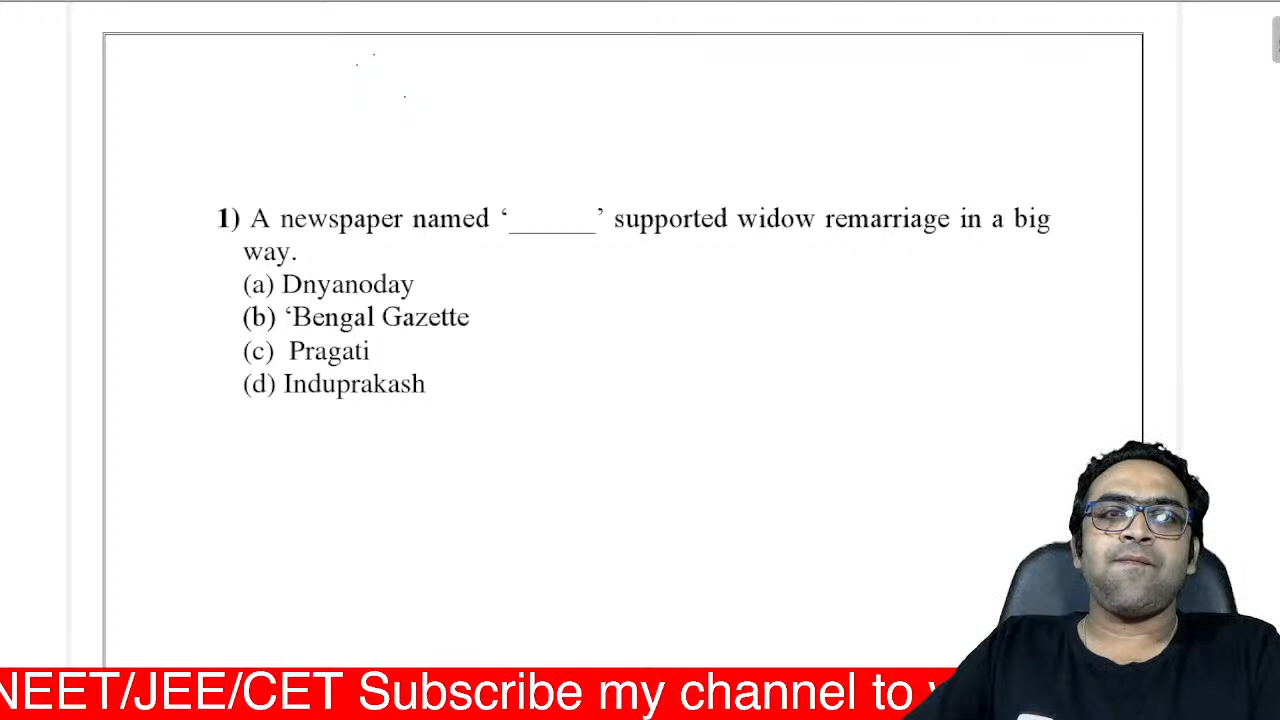 1) A newspaper named ‘______’ supported widow remarriage in a big
way.
(a) Dnyanoday
(b) ‘Bengal Gazette
(c) Pragati
(d) Induprakash
NEET/JEE/CET Subscribe my channel to